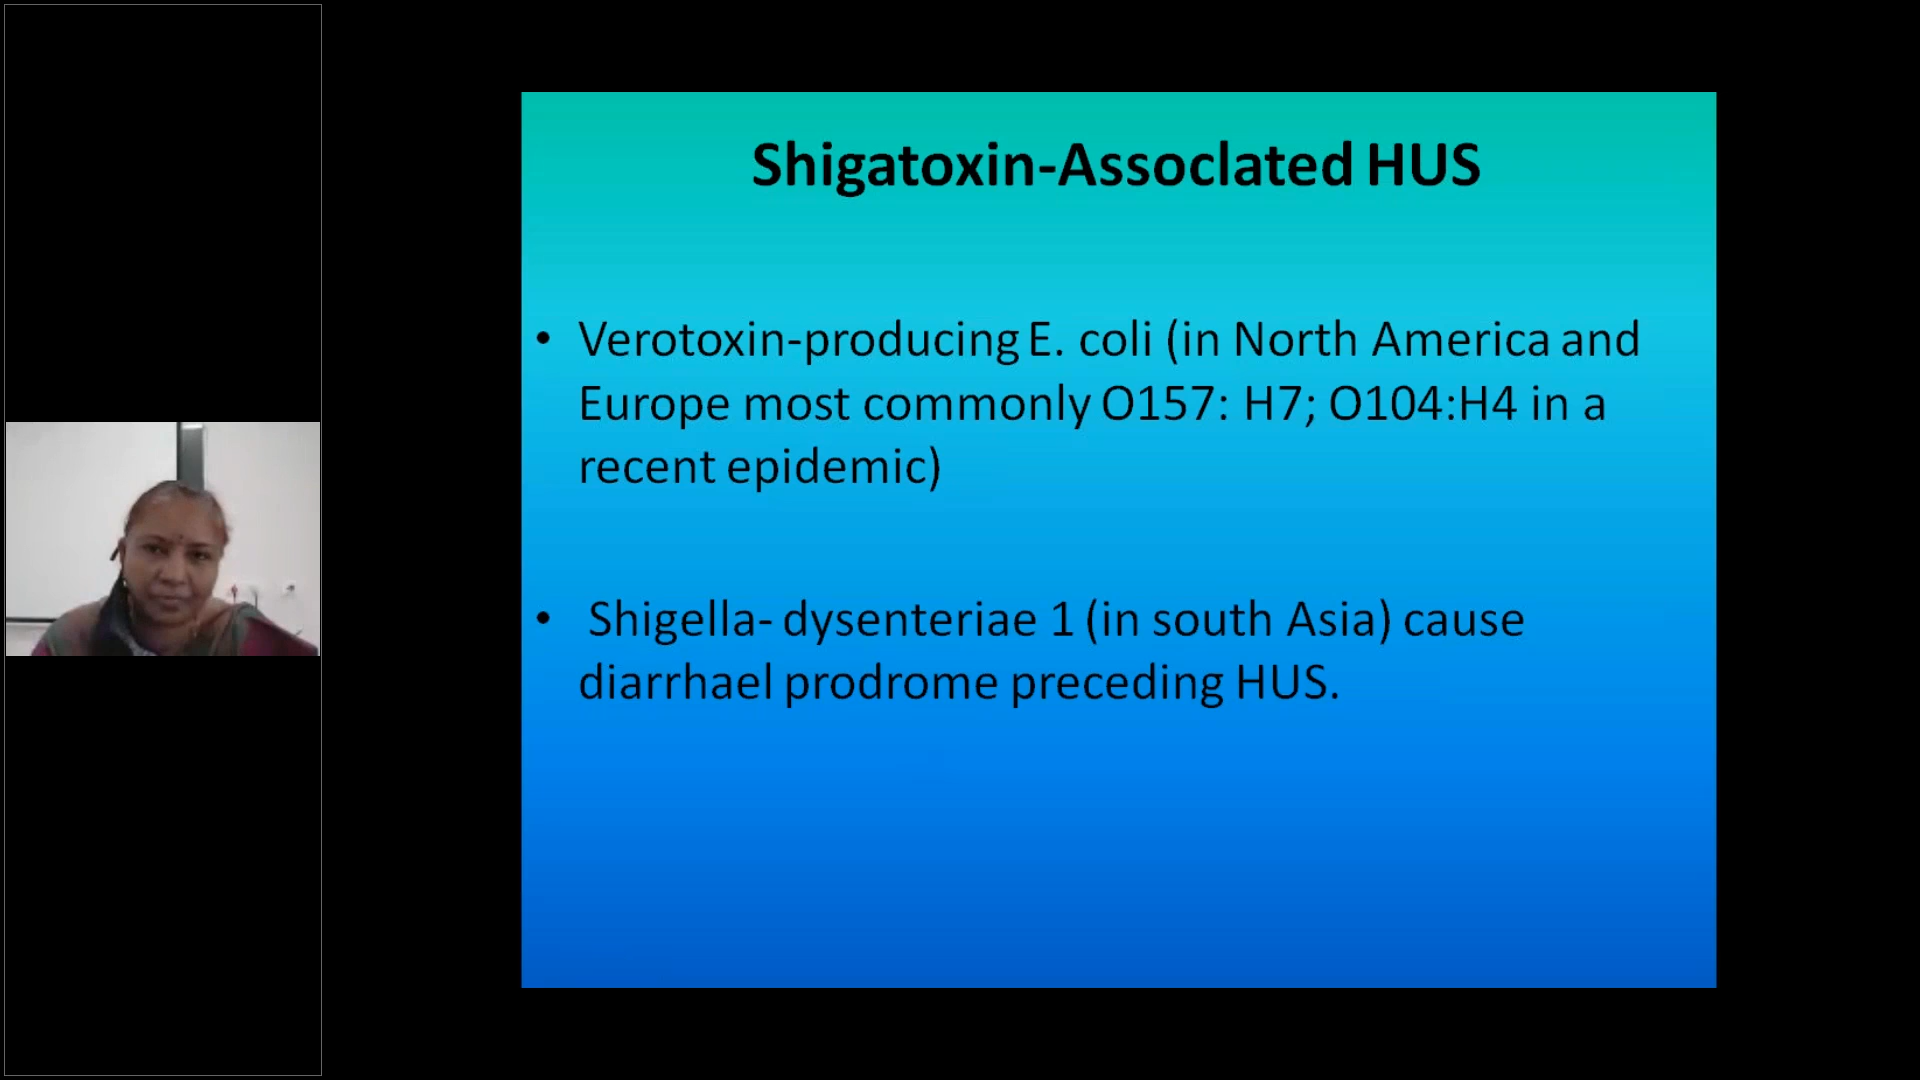 Shigatoxin-Assoclated HUS
• Verotoxin-producing E. coli (in North America and
Europe most commonly O157: H7; O104:H4 in a
recent epidemic)
• Shigella- dysenteriae 1 (in south Asia) cause
diarrhael prodrome preceding HUS.